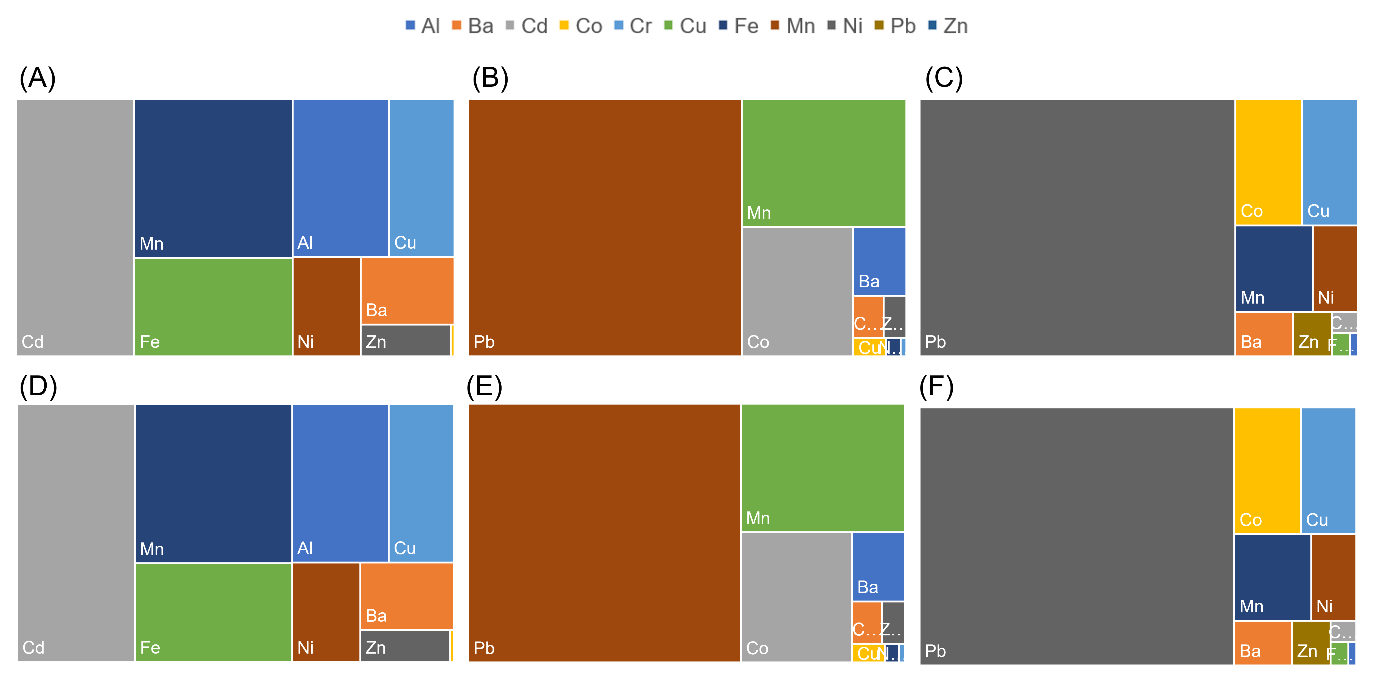 Al Ba Cd Co Cr Cu Fe Mn Ni Pb Zn
(A) (B) (C)
Mn Al Cu Mn Co Cu
Ba Ba Mn Ni
C... Z... C...
Cd Fe Ni Zn Pb Co Cu N... Pb Ba Zn F...
(D) (E) (F)
Mn Al Cu Mn Co Cu
Ba Ba Mn Ni
C... Z... C...
Cd Fe Ni Zn Pb Co Cu N... Pb Ba Zn F...